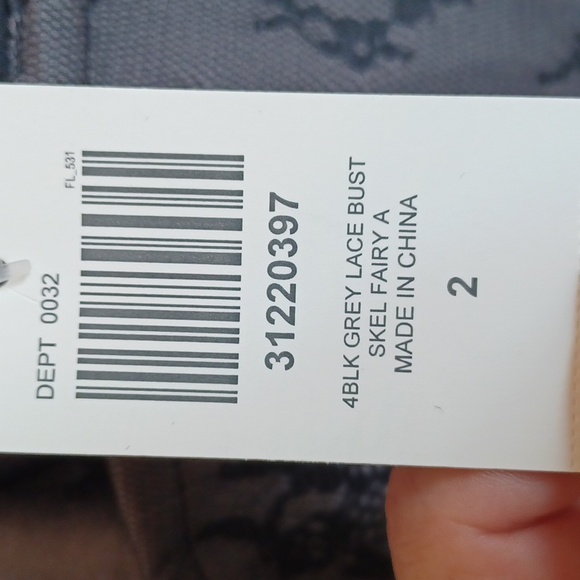 DEPT 0032
FL_531
31220397
4BLK GREY LACE BUST
SKEL FAIRY A
MADE IN CHINA
2